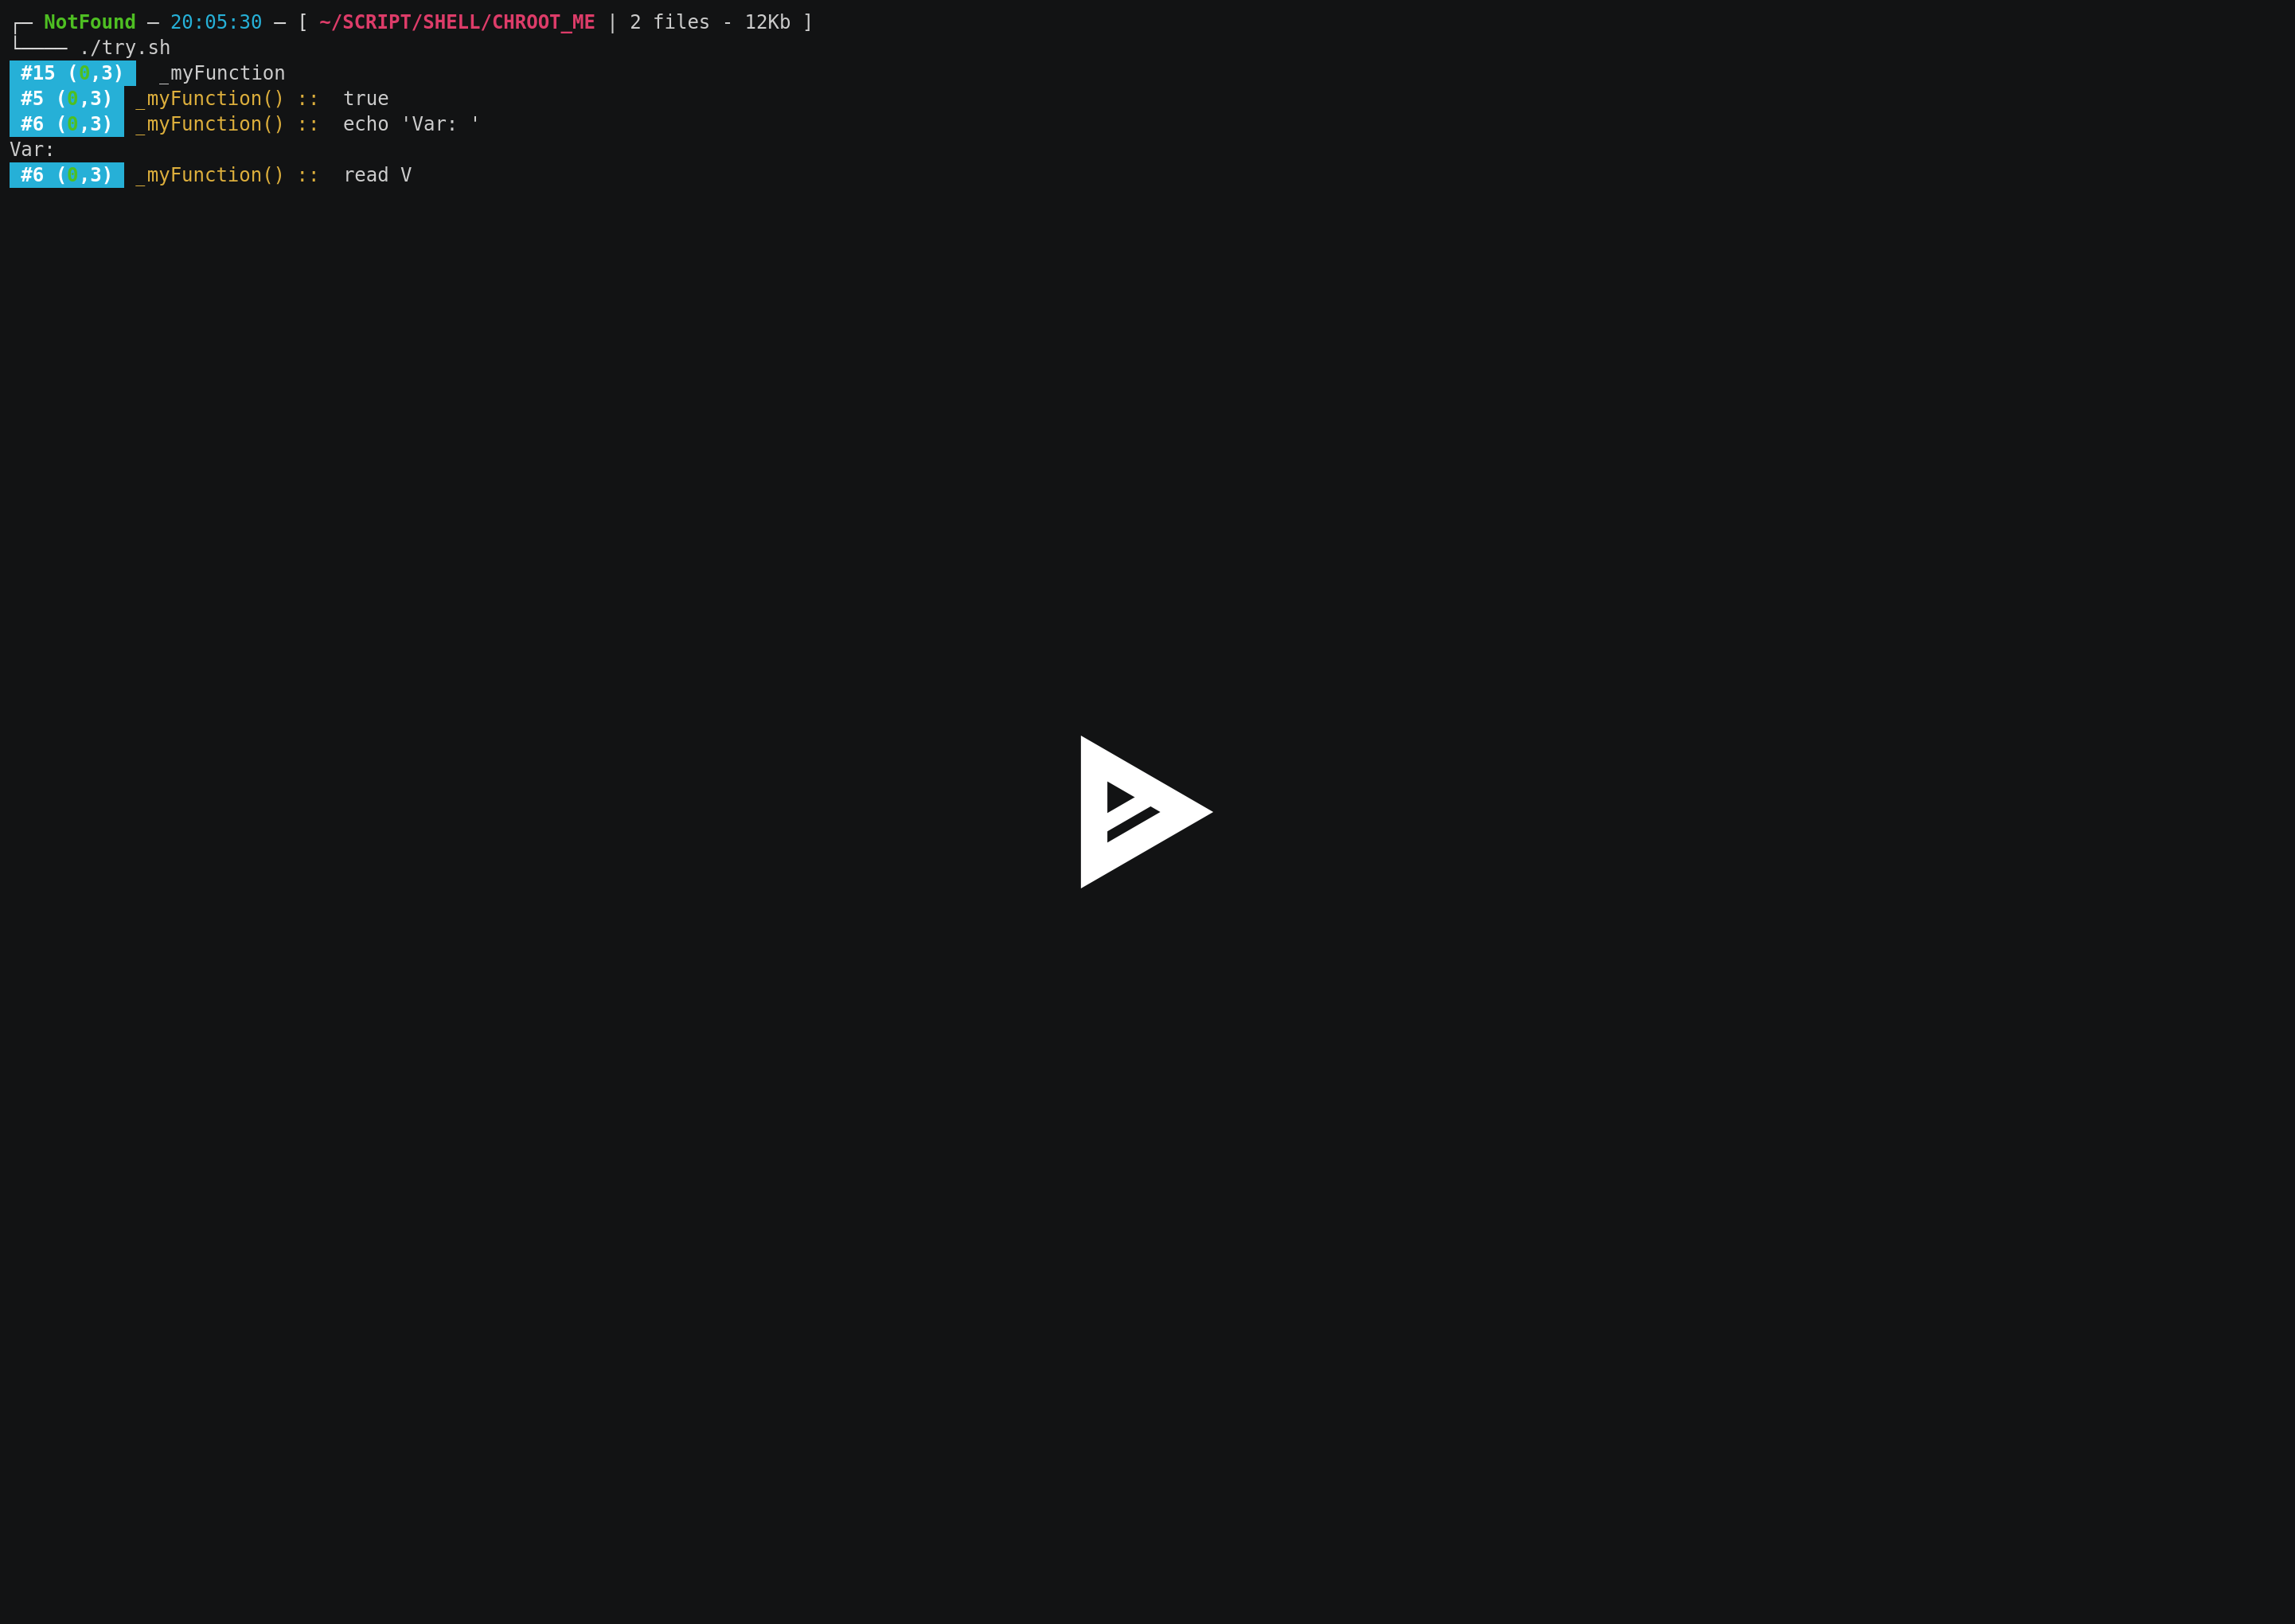 ┌─ NotFound – 20:05:30 – [ ~/SCRIPT/SHELL/CHROOT_ME | 2 files - 12Kb ]
└──── ./try.sh
#15 (0,3)  _myFunction
#5 (0,3) _myFunction() ::  true
#6 (0,3) _myFunction() ::  echo 'Var: '
Var:
#6 (0,3) _myFunction() ::  read V